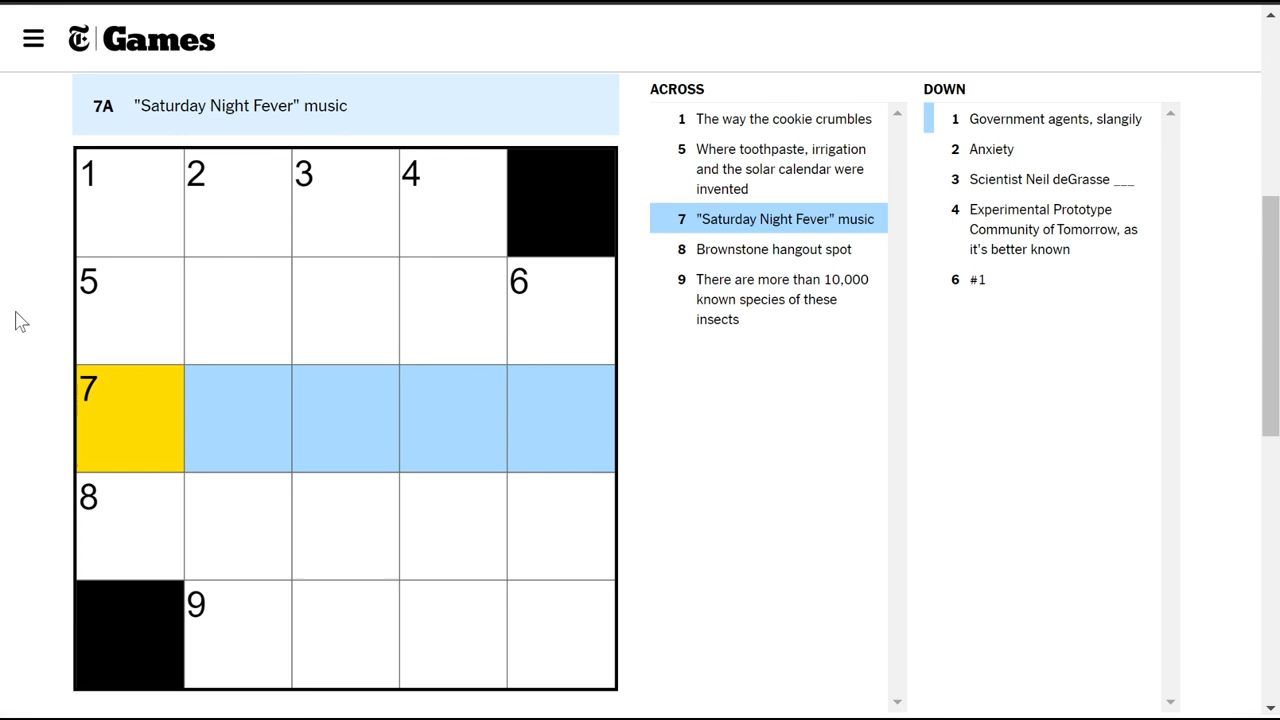 T Games
7A "Saturday Night Fever" music
1 2 3 4
5 6
7
8
9
ACROSS
1 The way the cookie crumbles
5 Where toothpaste, irrigation
and the solar calendar were
invented
7 "Saturday Night Fever" music
8 Brownstone hangout spot
9 There are more than 10,000
known species of these
insects
DOWN
1 Government agents, slangily
2 Anxiety
3 Scientist Neil deGrasse ___
4 Experimental Prototype
Community of Tomorrow, as
it's better known
6 #1